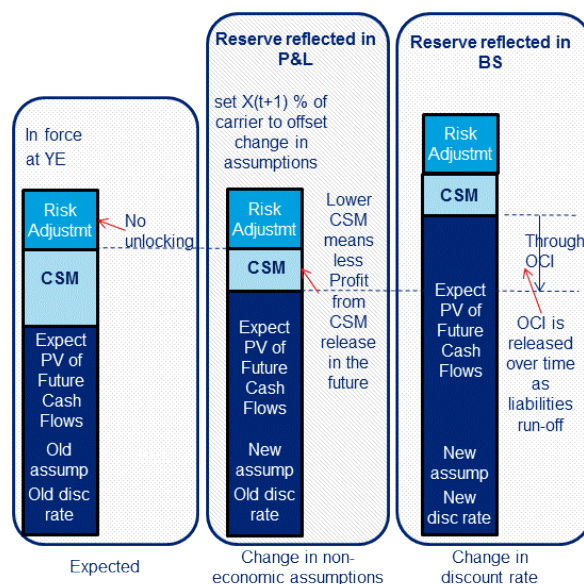 In force
at YE
Risk
Adjustmt
No
unlocking
CSM
Expect
PV of
Future
Cash
Flows
Old
assump
Old disc
rate
Expected
Reserve reflected in
P&L
set X(t+1) % of
carrier to offset
change in
assumptions
Risk
Adjustmt
CSM
Lower
CSM
means
less
Profit
from
CSM
release
in the
future
Expect
PV of
Future
Cash
Flows
New
assump
Old disc
rate
Change in non-
economic assumptions
Reserve reflected in
BS
Risk
Adjustmt
CSM
Through
OCI
Expect
PV of
Future
Cash
Flows
OCI is
released
over time
as
liabilities
run-off
New
assump
New
disc rate
Change in
discount rate